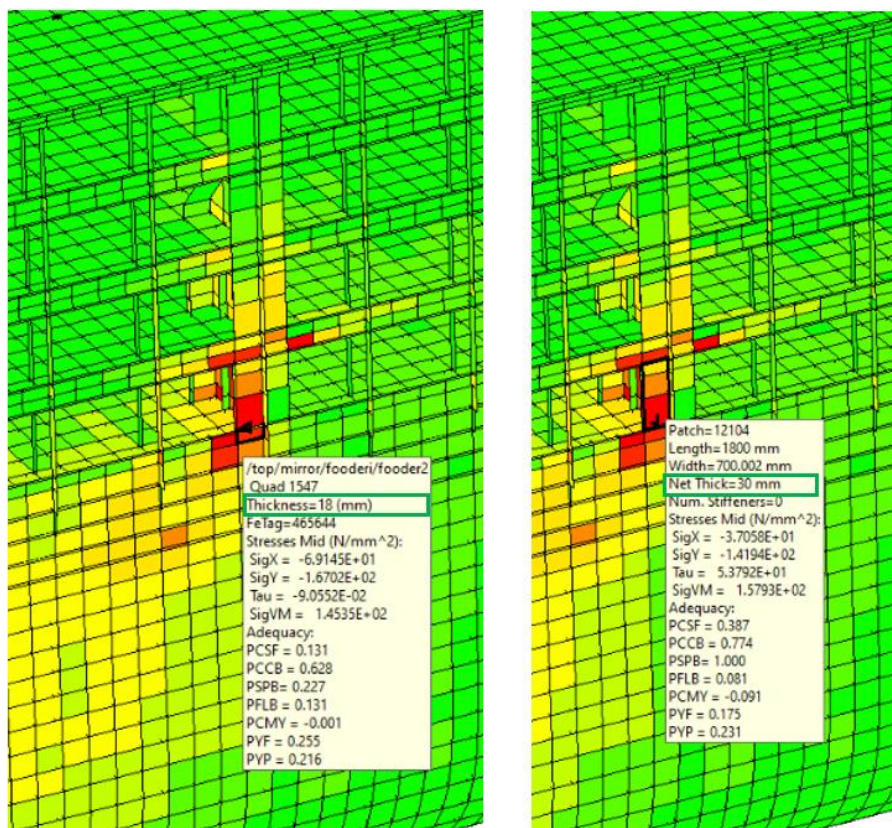 /top/mirror/fooderi/fooder2
Quad 1547
Thickness=18 (mm)
FeTag=465644
Stresses Mid (N/mm^2):
SigX = -6.9145E+01
SigY = -1.6702E+02
Tau = -9.0552E-02
SigVM = 1.4535E+02
Adequacy:
PCSF = 0.131
PCCB = 0.628
PSPB= 0.227
PFLB = 0.131
PCMY = -0.001
PYF = 0.255
PYP = 0.216
Patch=12104
Length=1800 mm
Width=700.002 mm
Net Thick=30 mm
Num. Stiffeners=0
Stresses Mid (N/mm^2):
SigX = -3.7058E+01
SigY = -1.4194E+02
Tau = 5.3792E+01
SigVM = 1.5793E+02
Adequacy:
PCSF = 0.387
PCCB = 0.774
PSPB= 1.000
PFLB = 0.081
PCMY = -0.091
PYF = 0.175
PYP = 0.231